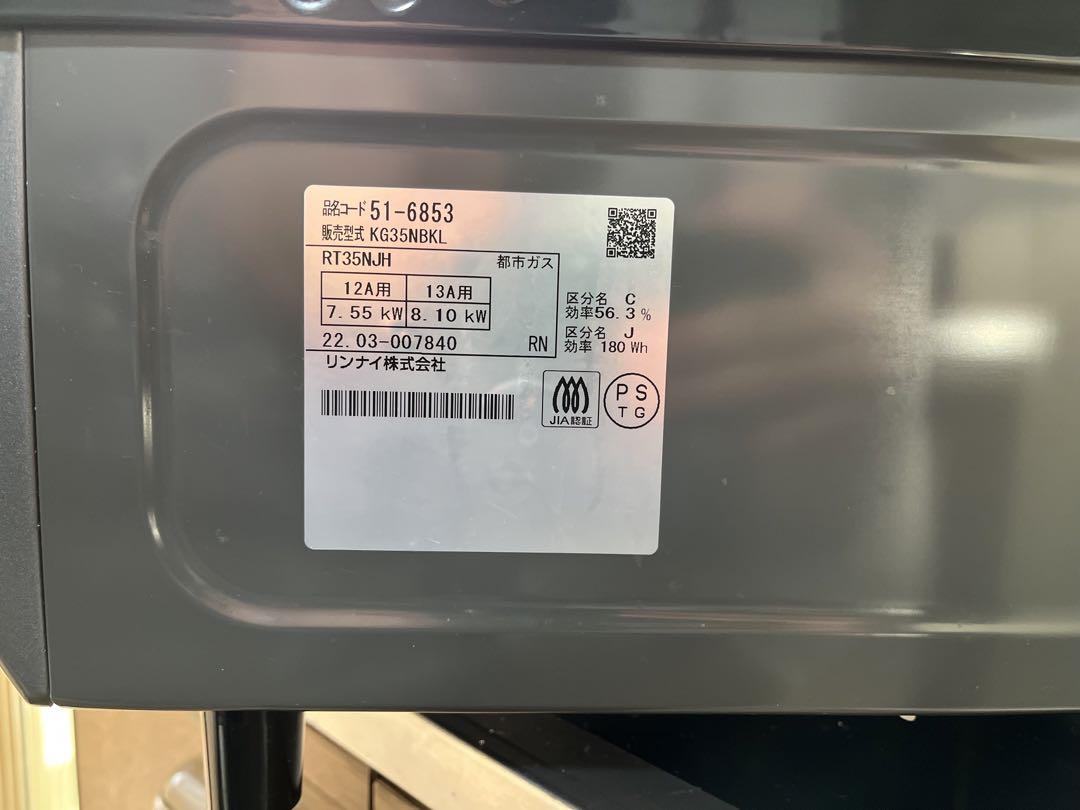 品名コード 51-6853
販売型式 KG35NBKL
RT35NJH 都市ガス
12A用 13A用
7.55 kW 8.10 kW
22.03-007840 RN
リンナイ株式会社
区分名 C
効率56.3 %
区分名 J
効率 180 Wh
JIA認証
PS
TG